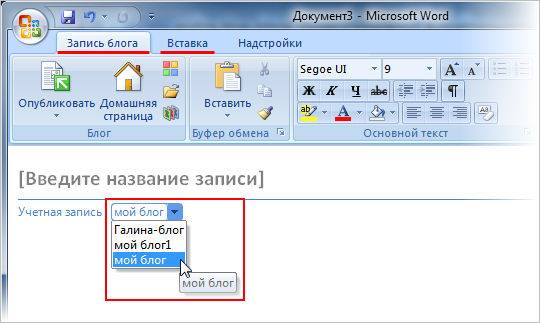 Документ3 - Microsoft Word
Запись блога Вставка Надстройки
Опубликовать Домашняя страница Вставить Segoe UI 9
Ж К Ч abc
Блог Буфер обмена Основной текст
[Введите название записи]
Учетная запись мой блог
Галина-блог
мой блог1
мой блог
мой блог